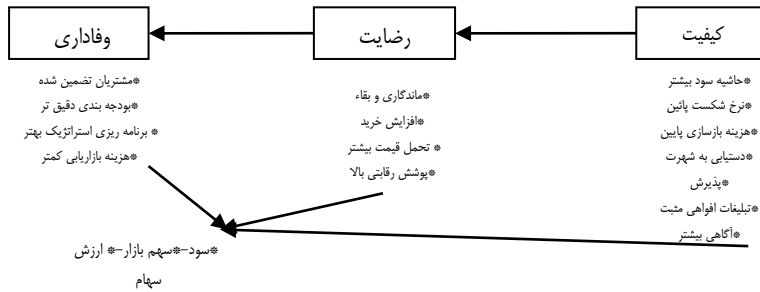 کیفیت
رضایت
وفاداری
*حاشیه سود بیشتر
*نرخ شکست پائین
*هزینه بازسازی پایین
*دستیابی به شهرت
*پذیرش
*تبلیغات افواهی مثبت
*آگاهی بیشتر
*ماندگاری و بقاء
*افزایش خرید
* تحمل قیمت بیشتر
*پوشش رقابتی بالا
*مشتریان تضمین شده
*بودجه بندی دقیق تر
* برنامه ریزی استراتژیک بهتر
*هزینه بازاریابی کمتر
*سود-*سهم بازار-* ارزش
سهام